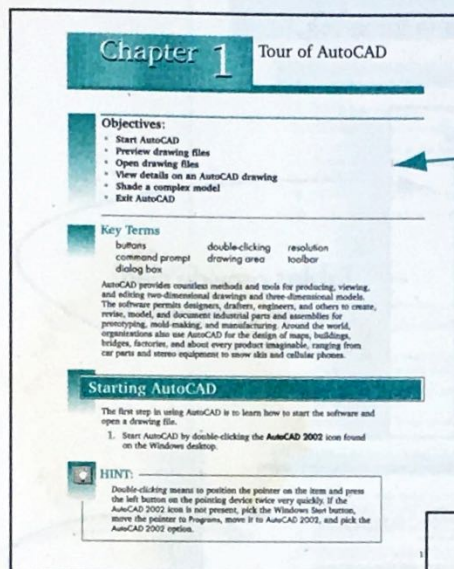 Chapter 1 Tour of AutoCAD
Objectives:
• Start AutoCAD
• Preview drawing files
• Open drawing files
• View details on an AutoCAD drawing
• Shade a complex model
• Exit AutoCAD
Key Terms
buttons double-clicking resolution
command prompt drawing area toolbar
dialog box
AutoCAD provides countless methods and tools for producing, viewing,
and editing two-dimensional drawings and three-dimensional models.
The software permits designers, drafters, engineers, and others to create,
revise, model, and document industrial parts and assemblies for
prototyping, mold-making, and manufacturing. Around the world,
organizations also use AutoCAD for the design of maps, buildings,
bridges, factories, and about every product imaginable, ranging from
car parts and stereo equipment to snow skis and cellular phones.
Starting AutoCAD
The first step in using AutoCAD is to learn how to start the software and
open a drawing file.
1. Start AutoCAD by double-clicking the AutoCAD 2002 icon found
on the Windows desktop.
HINT:
Double-clicking means to position the pointer on the item and press
the left button on the pointing device twice very quickly. If the
AutoCAD 2002 icon is not present, pick the Windows Start button,
move the pointer to Programs, move it to AutoCAD 2002, and pick the
AutoCAD 2002 option.
1